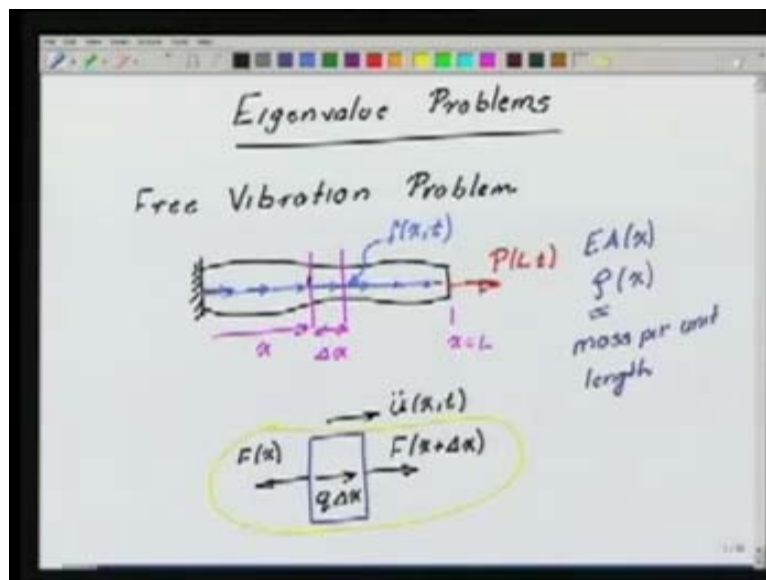 Eigenvalue Problems
Free Vibration Problem
f(x,t)
P(L t)
EA(x)
ρ(x)
=
mass per unit
length
x
Δx
x=L
ü(x,t)
F(x)
F(x+Δx)
qΔx